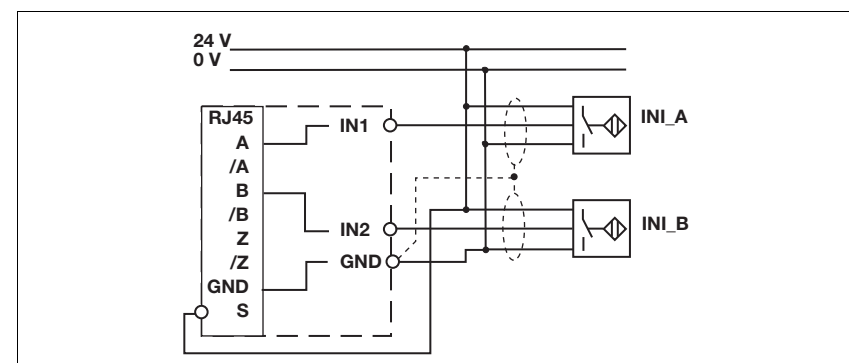 24 V
0 V
RJ45
A
/A
B
/B
Z
/Z
GND
S
IN1
IN2
GND
INI_A
INI_B